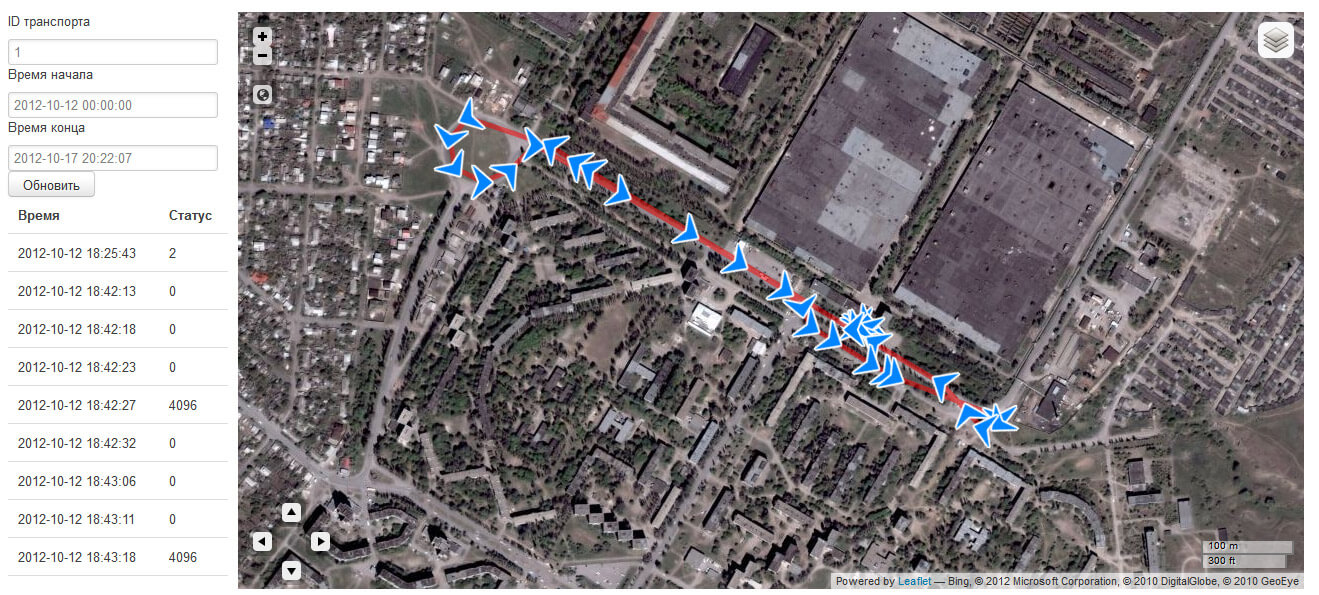 ID транспорта
1
Время начала
2012-10-12 00:00:00
Время конца
2012-10-17 20:22:07
Обновить
Время Статус
2012-10-12 18:25:43 2
2012-10-12 18:42:13 0
2012-10-12 18:42:18 0
2012-10-12 18:42:23 0
2012-10-12 18:42:27 4096
2012-10-12 18:42:32 0
2012-10-12 18:43:06 0
2012-10-12 18:43:11 0
2012-10-12 18:43:18 4096
+
−
100 m
300 ft
Powered by Leaflet — Bing, © 2012 Microsoft Corporation, © 2010 DigitalGlobe, © 2010 GeoEye